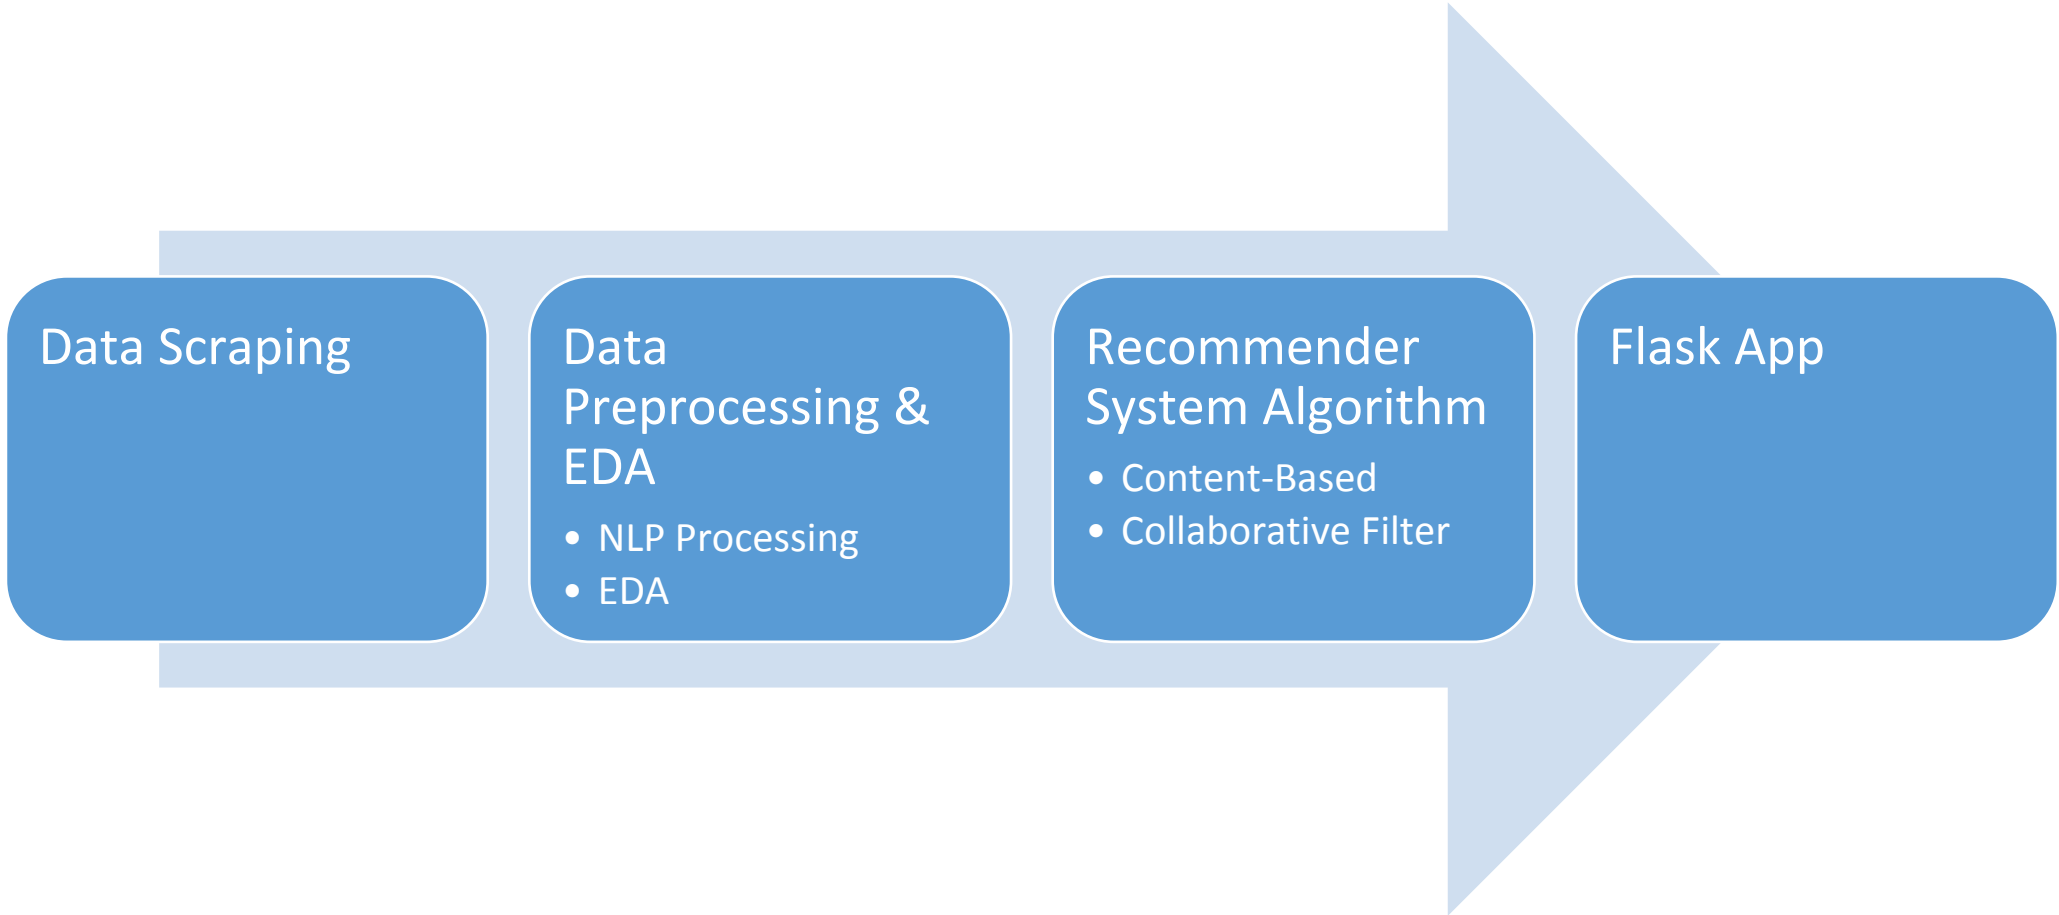 Data Scraping
Data
Preprocessing &
EDA
• NLP Processing
• EDA
Recommender
System Algorithm
• Content-Based
• Collaborative Filter
Flask App